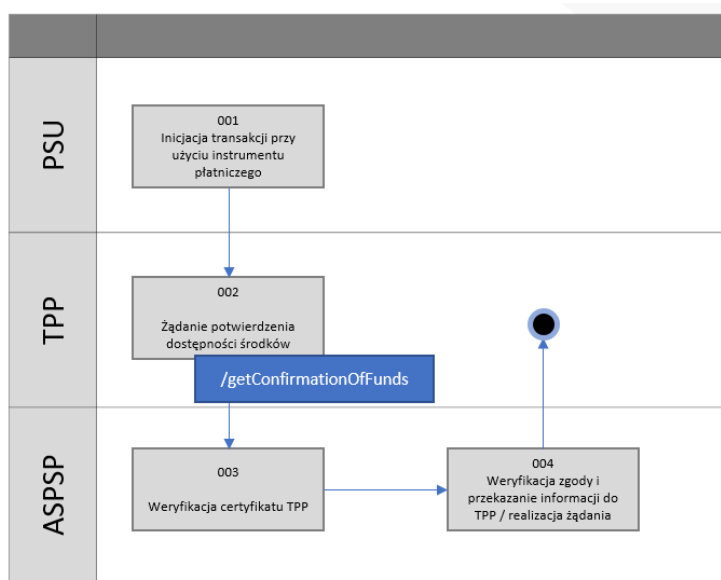 PSU
001
Inicjacja transakcji przy
użyciu instrumentu
płatniczego
TPP
002
Żądanie potwierdzenia
dostępności środków
/getConfirmationOfFunds
ASPSP
003
Weryfikacja certyfikatu TPP
004
Weryfikacja zgody i
przekazanie informacji do
TPP / realizacja żądania